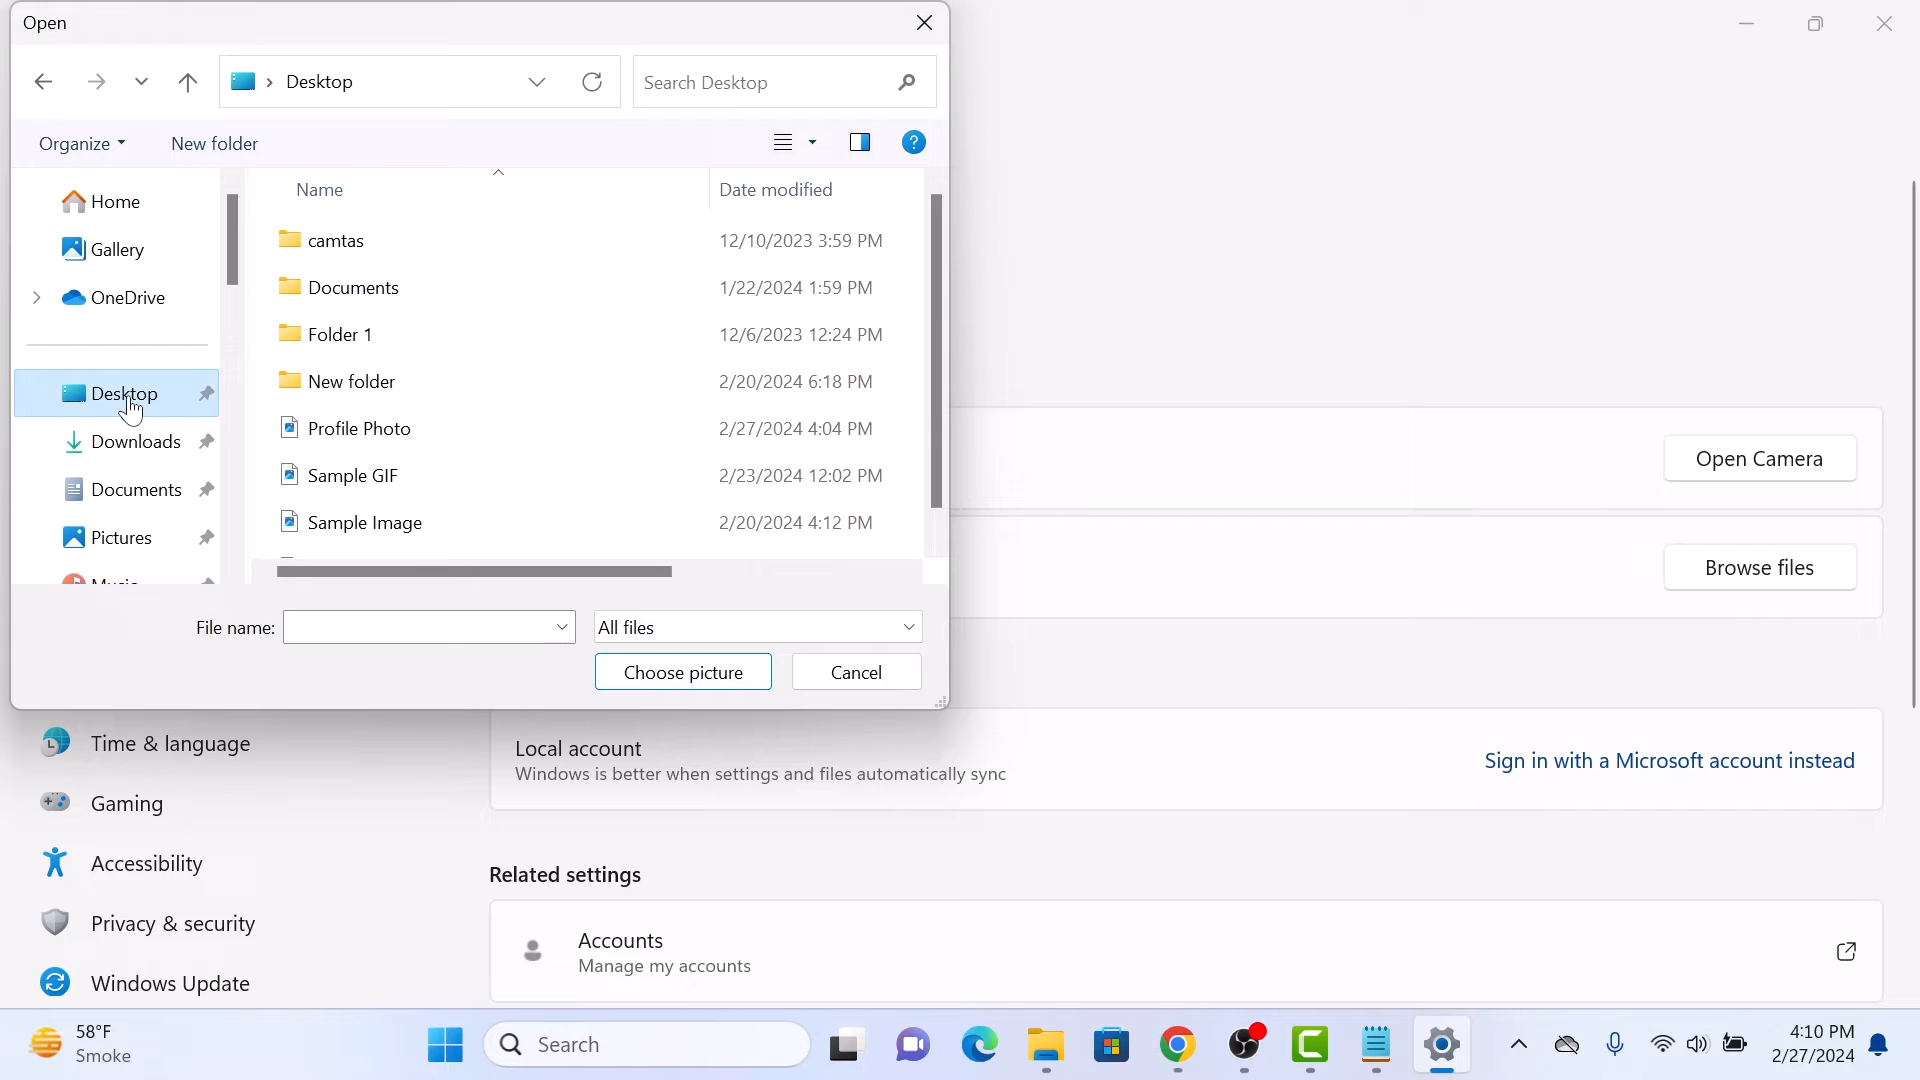 Open
Desktop
Search Desktop
Organize
New folder
Name
Date modified
Home
Gallery
OneDrive
Desktop
Downloads
Documents
Pictures
Music
camtas 12/10/2023 3:59 PM
Documents 1/22/2024 1:59 PM
Folder 1 12/6/2023 12:24 PM
New folder 2/20/2024 6:18 PM
Profile Photo 2/27/2024 4:04 PM
Sample GIF 2/23/2024 12:02 PM
Sample Image 2/20/2024 4:12 PM
File name:
All files
Choose picture
Cancel
Open Camera
Browse files
Time & language
Gaming
Accessibility
Privacy & security
Windows Update
Local account
Windows is better when settings and files automatically sync
Sign in with a Microsoft account instead
Related settings
Accounts
Manage my accounts
58°F
Smoke
Search
4:10 PM
2/27/2024